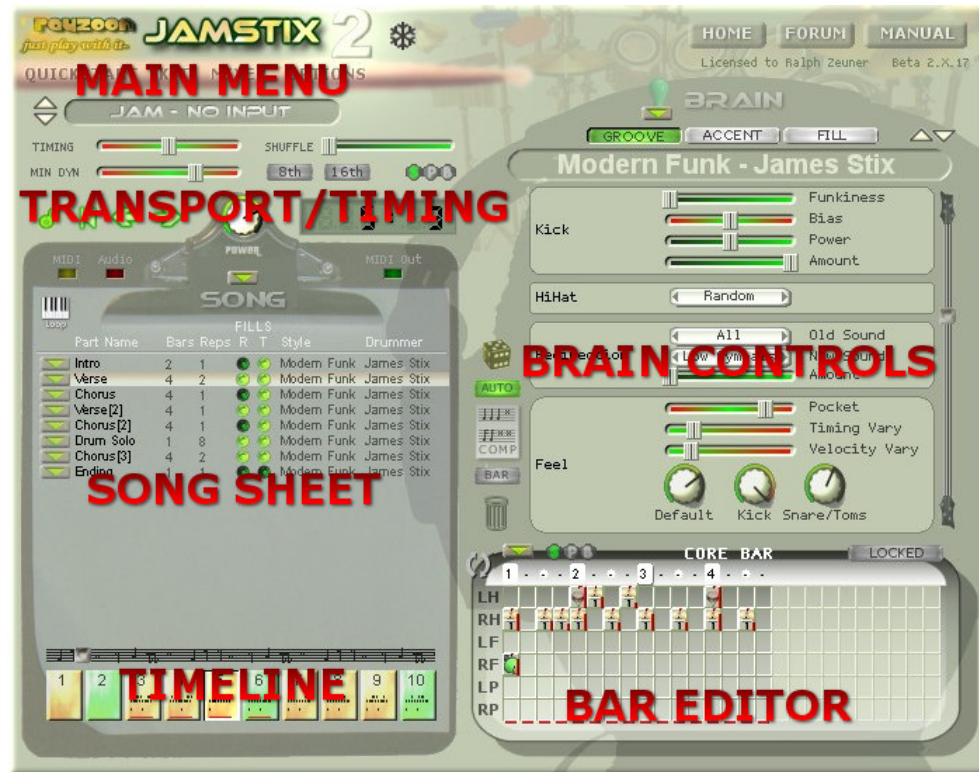 Rayzoon
just play with it
JAMSTIX 2
HOME FORUM MANUAL
Licensed to Ralph Zeuner Beta 2.X.17
MAIN MENU
JAM - NO INPUT
TIMING SHUFFLE
MIN DYN 8th 16th
TRANSPORT/TIMING
POWER
MIDI Audio MIDI Out
SONG
Loop
FILLS
Part Name Bars Reps R T Style Drummer
Intro 2 1 Modern Funk James Stix
Verse 4 2 Modern Funk James Stix
Chorus 4 1 Modern Funk James Stix
Verse[2] 4 1 Modern Funk James Stix
Chorus[2] 4 1 Modern Funk James Stix
Drum Solo 1 8 Modern Funk James Stix
Chorus[3] 4 2 Modern Funk James Stix
Ending 1 1 Modern Funk James Stix
SONG SHEET
1 2 3 6 9 10
TIMELINE
BRAIN
GROOVE ACCENT FILL
Modern Funk - James Stix
Kick
Funkiness
Bias
Power
Amount
HiHat Random
All Old Sound
BRAIN CONTROLS
Amount
AUTO
COMP
BAR
Feel
Pocket
Timing Vary
Velocity Vary
Default Kick Snare/Toms
CORE BAR LOCKED
1 2 3 4
LH
RH
LF
RF
LP
RP
BAR EDITOR